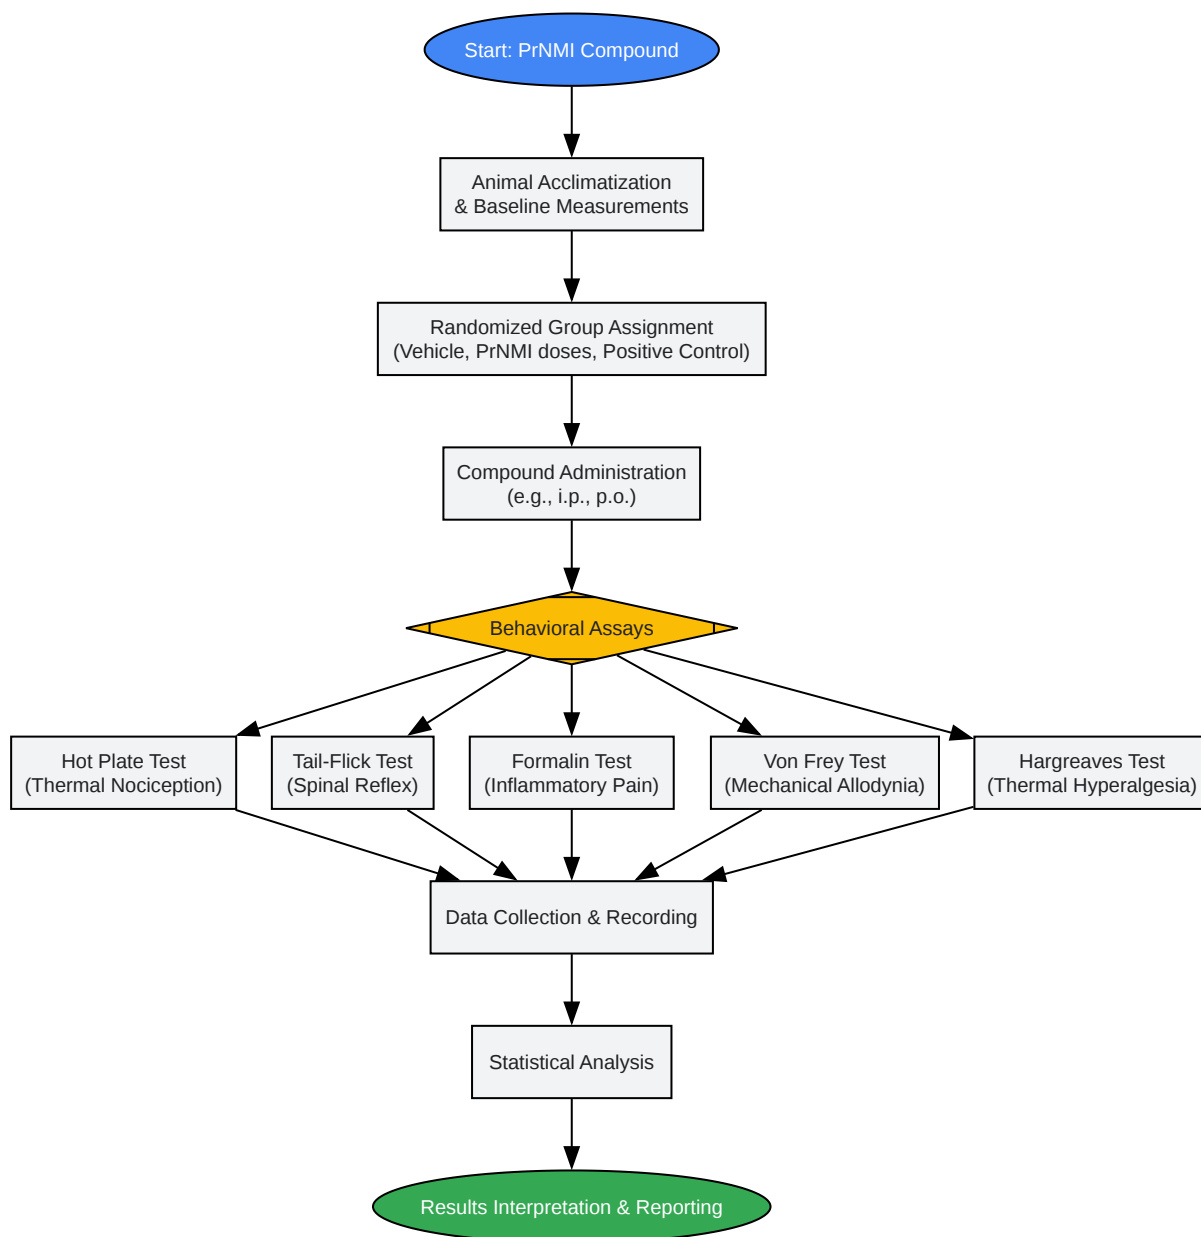 Start: PrNMI Compound
Animal Acclimatization
& Baseline Measurements
Randomized Group Assignment
(Vehicle, PrNMI doses, Positive Control)
Compound Administration
(e.g., i.p., p.o.)
Behavioral Assays
Hot Plate Test
(Thermal Nociception)
Tail-Flick Test
(Spinal Reflex)
Formalin Test
(Inflammatory Pain)
Von Frey Test
(Mechanical Allodynia)
Hargreaves Test
(Thermal Hyperalgesia)
Data Collection & Recording
Statistical Analysis
Results Interpretation & Reporting